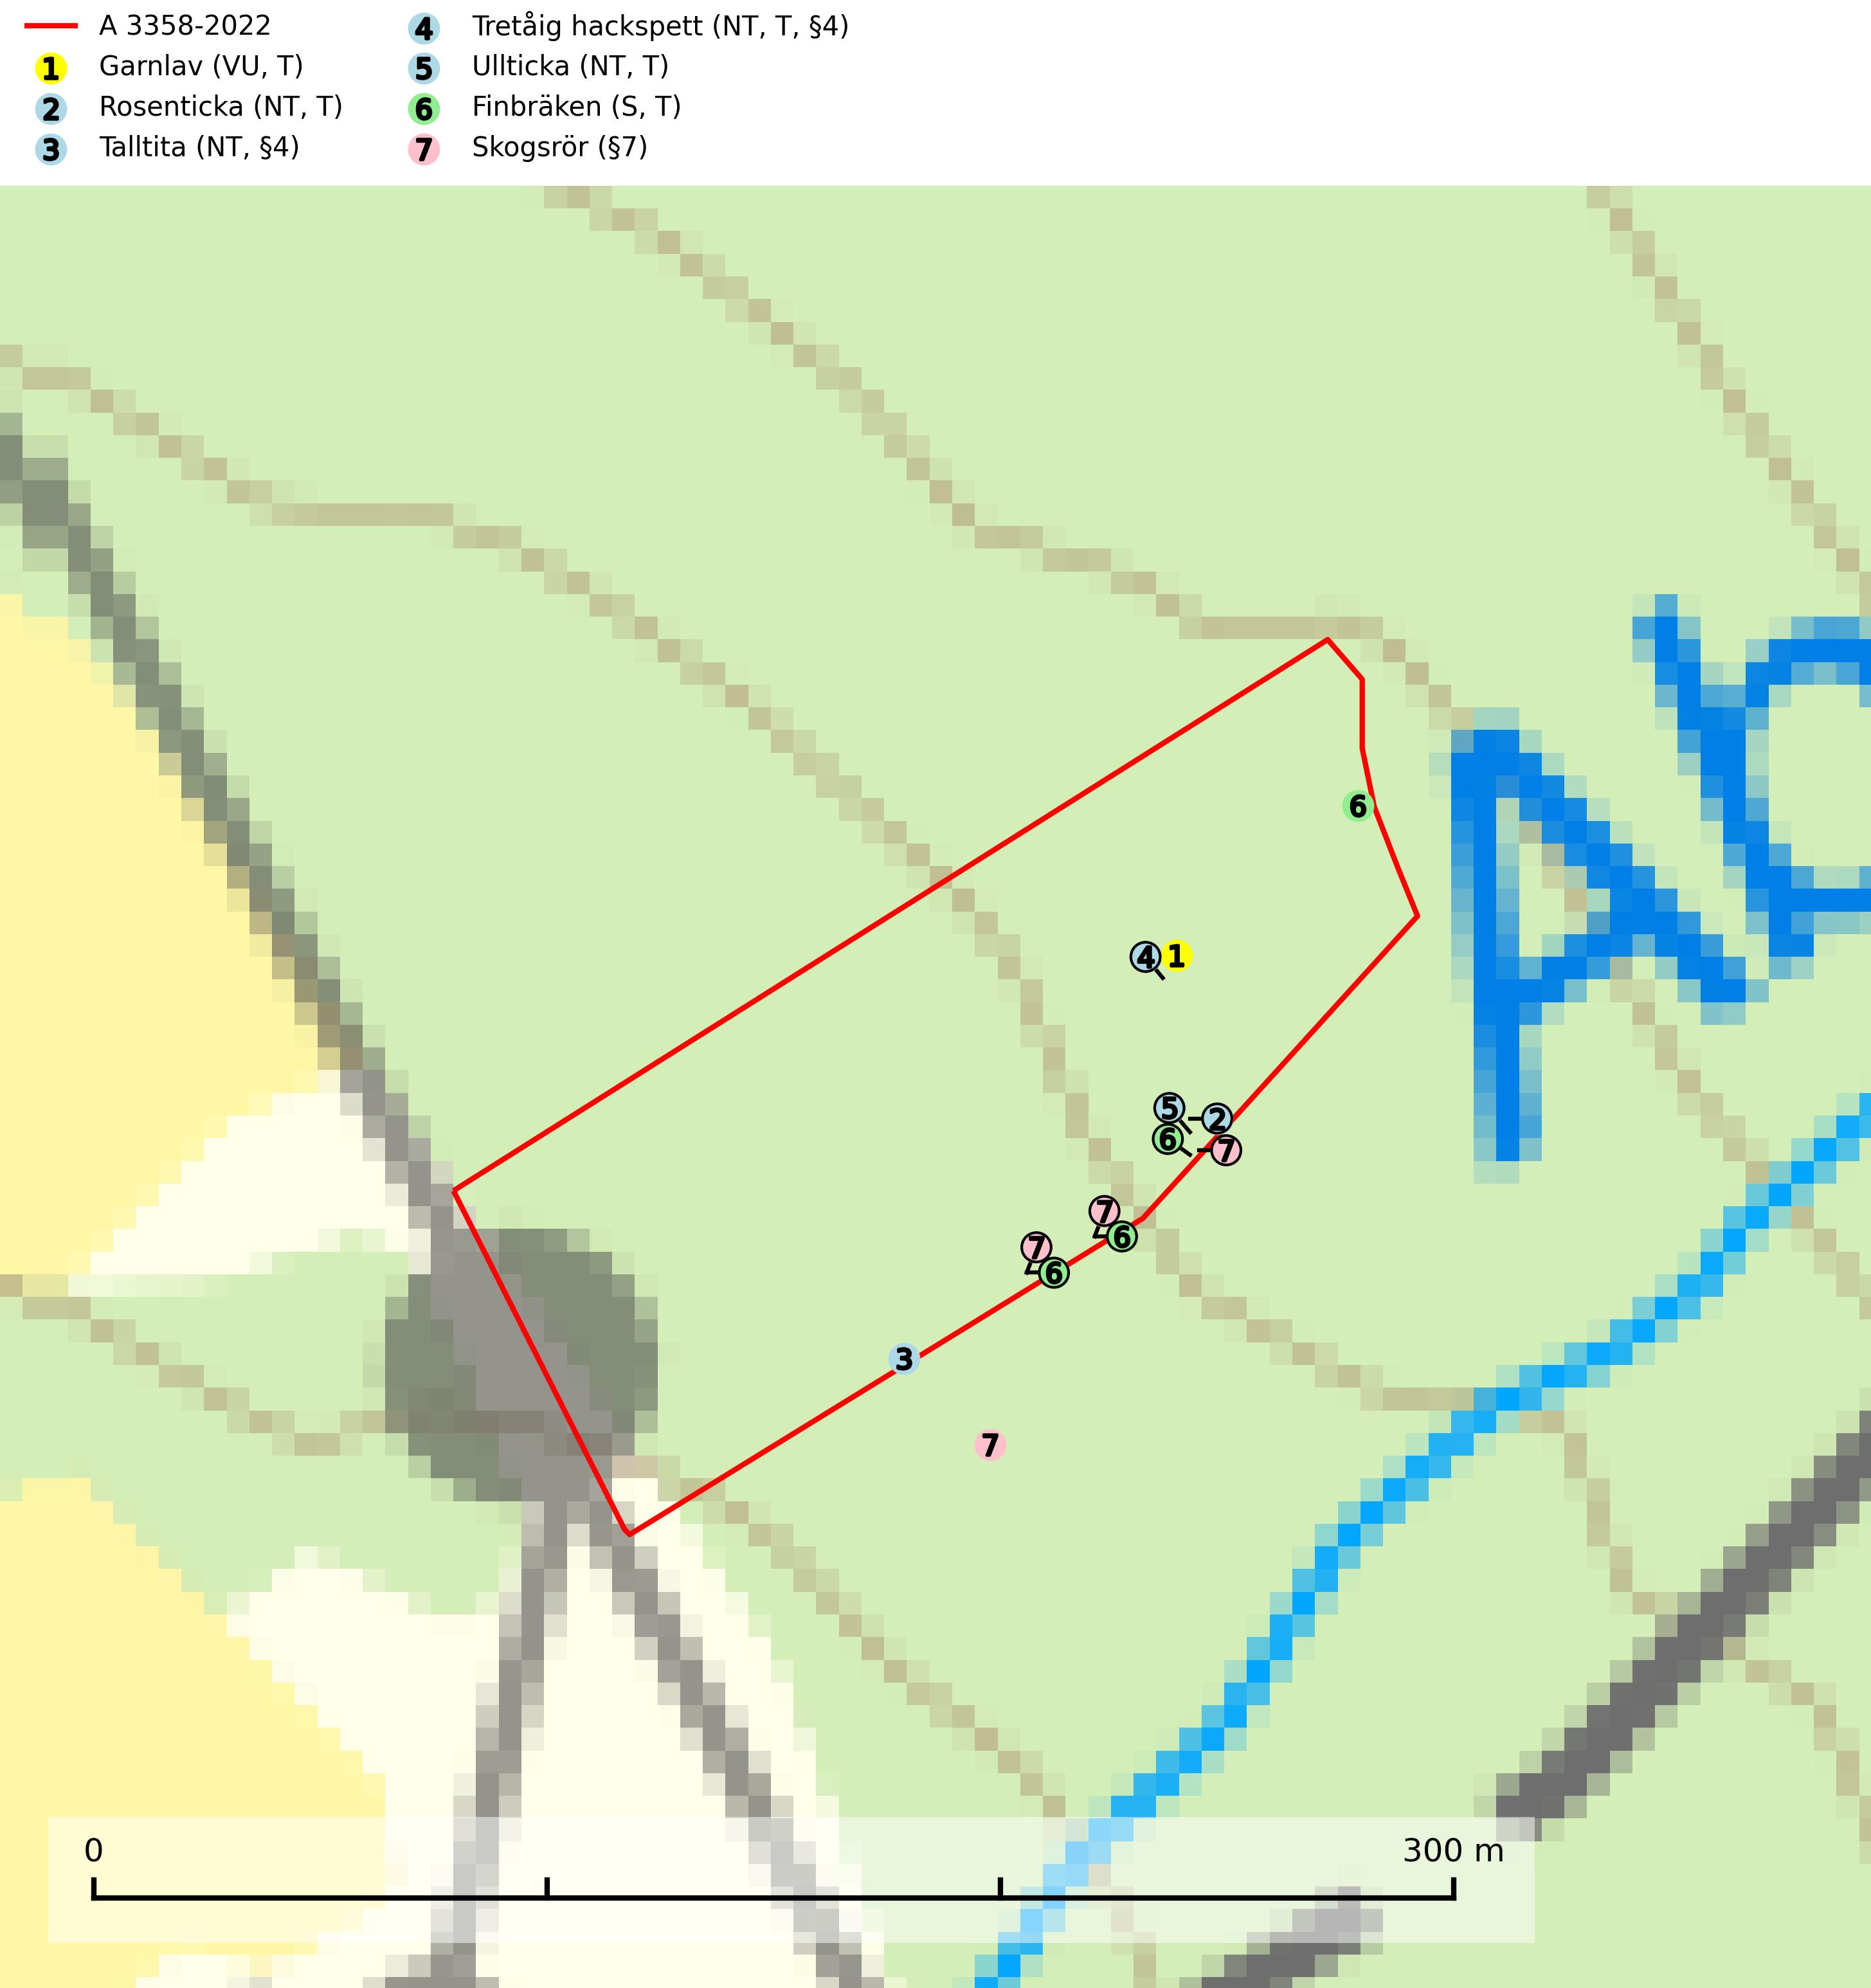 A 3358-2022
1 Garnlav (VU, T)
2 Rosenticka (NT, T)
3 Talltita (NT, §4)
4 Tretåig hackspett (NT, T, §4)
5 Ullticka (NT, T)
6 Finbräken (S, T)
7 Skogsrör (§7)
6
4 1
5 2
6 7
7
6
7
6
3
7
0 300 m